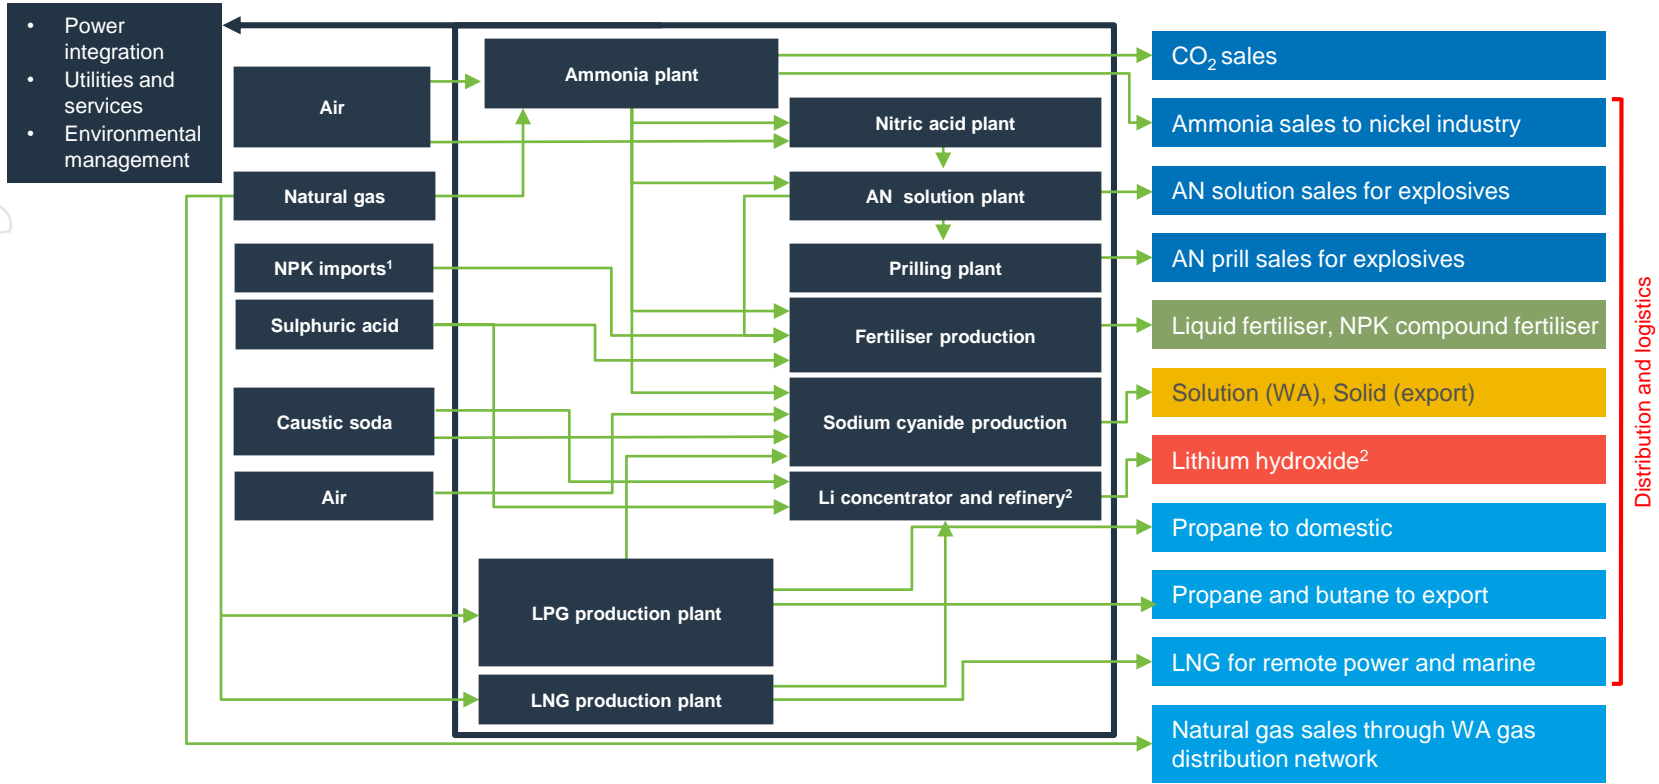 • Power
integration
• Utilities and
services
• Environmental
management
Air
Natural gas
NPK imports¹
Sulphuric acid
Caustic soda
Air
Ammonia plant
Nitric acid plant
AN solution plant
Prilling plant
Fertiliser production
Sodium cyanide production
Li concentrator and refinery²
LPG production plant
LNG production plant
CO₂ sales
Ammonia sales to nickel industry
AN solution sales for explosives
AN prill sales for explosives
Liquid fertiliser, NPK compound fertiliser
Solution (WA), Solid (export)
Lithium hydroxide²
Propane to domestic
Propane and butane to export
LNG for remote power and marine
Natural gas sales through WA gas
distribution network
Distribution and logistics